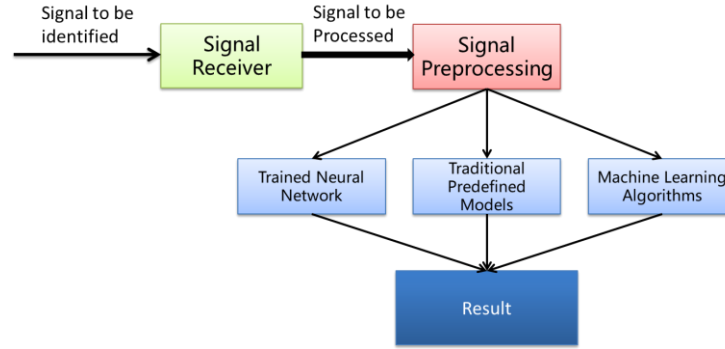 Signal to be
identified
Signal
Receiver
Signal to be
Processed
Signal
Preprocessing
Trained Neural
Network
Traditional
Predefined
Models
Machine Learning
Algorithms
Result